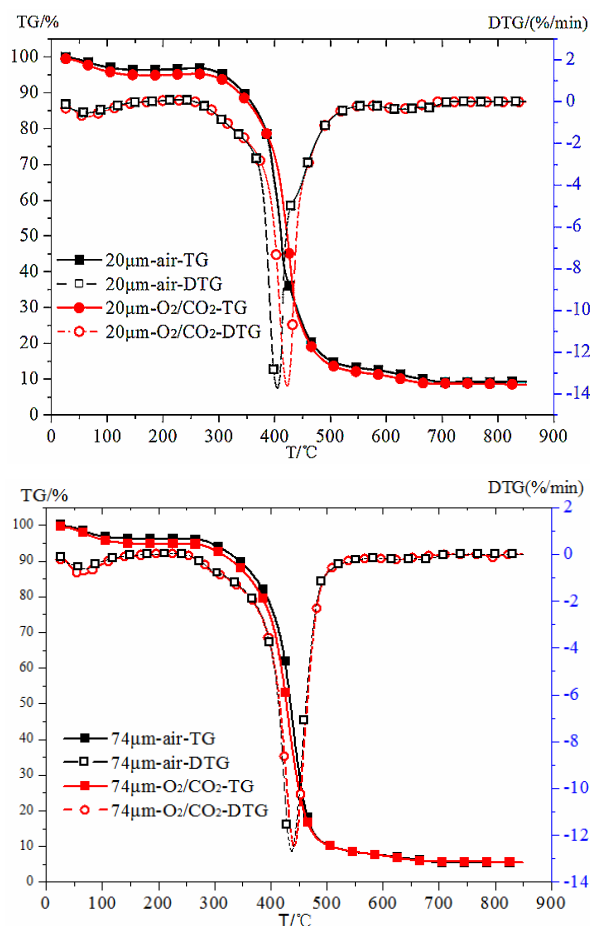 TG/%
DTG/(%/min)
100
90
80
70
60
50
40
30
20
10
0
2
0
-2
-4
-6
-8
-10
-12
-14
20μm-air-TG
20μm-air-DTG
20μm-O₂/CO₂-TG
20μm-O₂/CO₂-DTG
0 100 200 300 400 500 600 700 800 900
T/℃
TG/%
DTG(%/min)
100
90
80
70
60
50
40
30
20
10
0
2
0
-2
-4
-6
-8
-10
-12
-14
74μm-air-TG
74μm-air-DTG
74μm-O₂/CO₂-TG
74μm-O₂/CO₂-DTG
0 100 200 300 400 500 600 700 800 900
T/℃